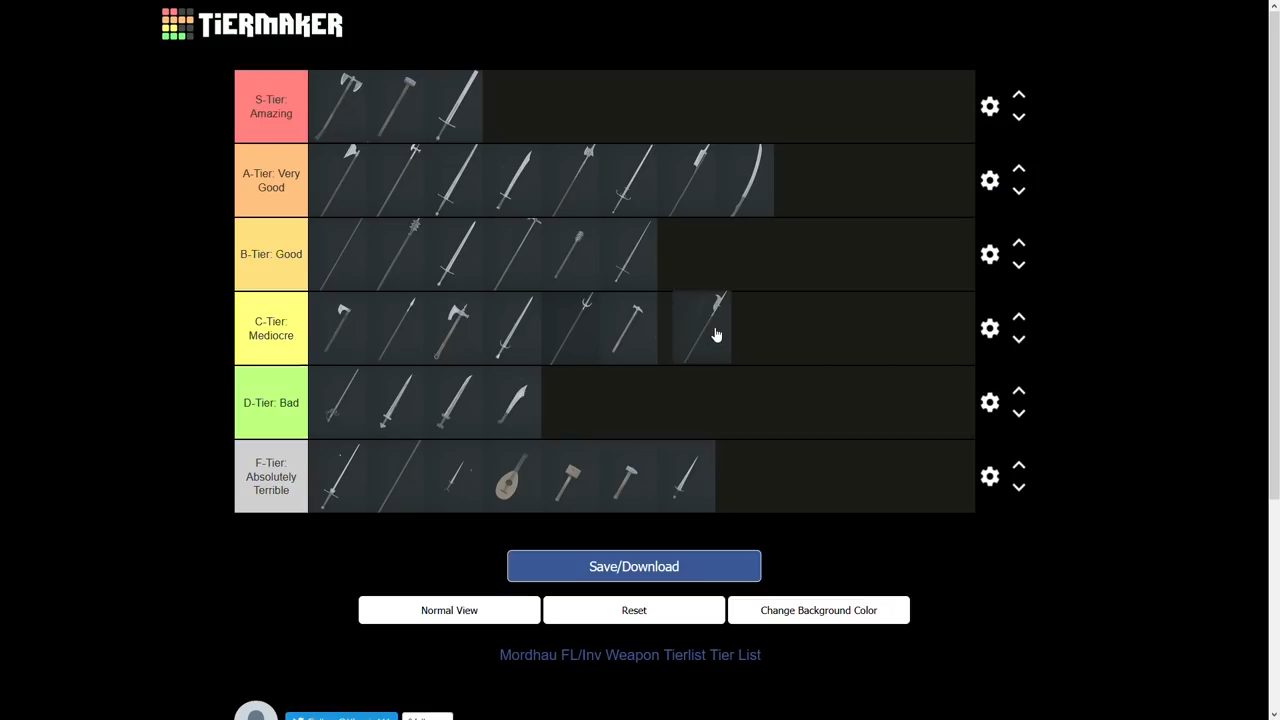 TiERMAKER
S-Tier:
Amazing
A-Tier: Very
Good
B-Tier: Good
C-Tier:
Mediocre
D-Tier: Bad
F-Tier:
Absolutely
Terrible
Save/Download
Normal View
Reset
Change Background Color
Mordhau FL/Inv Weapon Tierlist Tier List